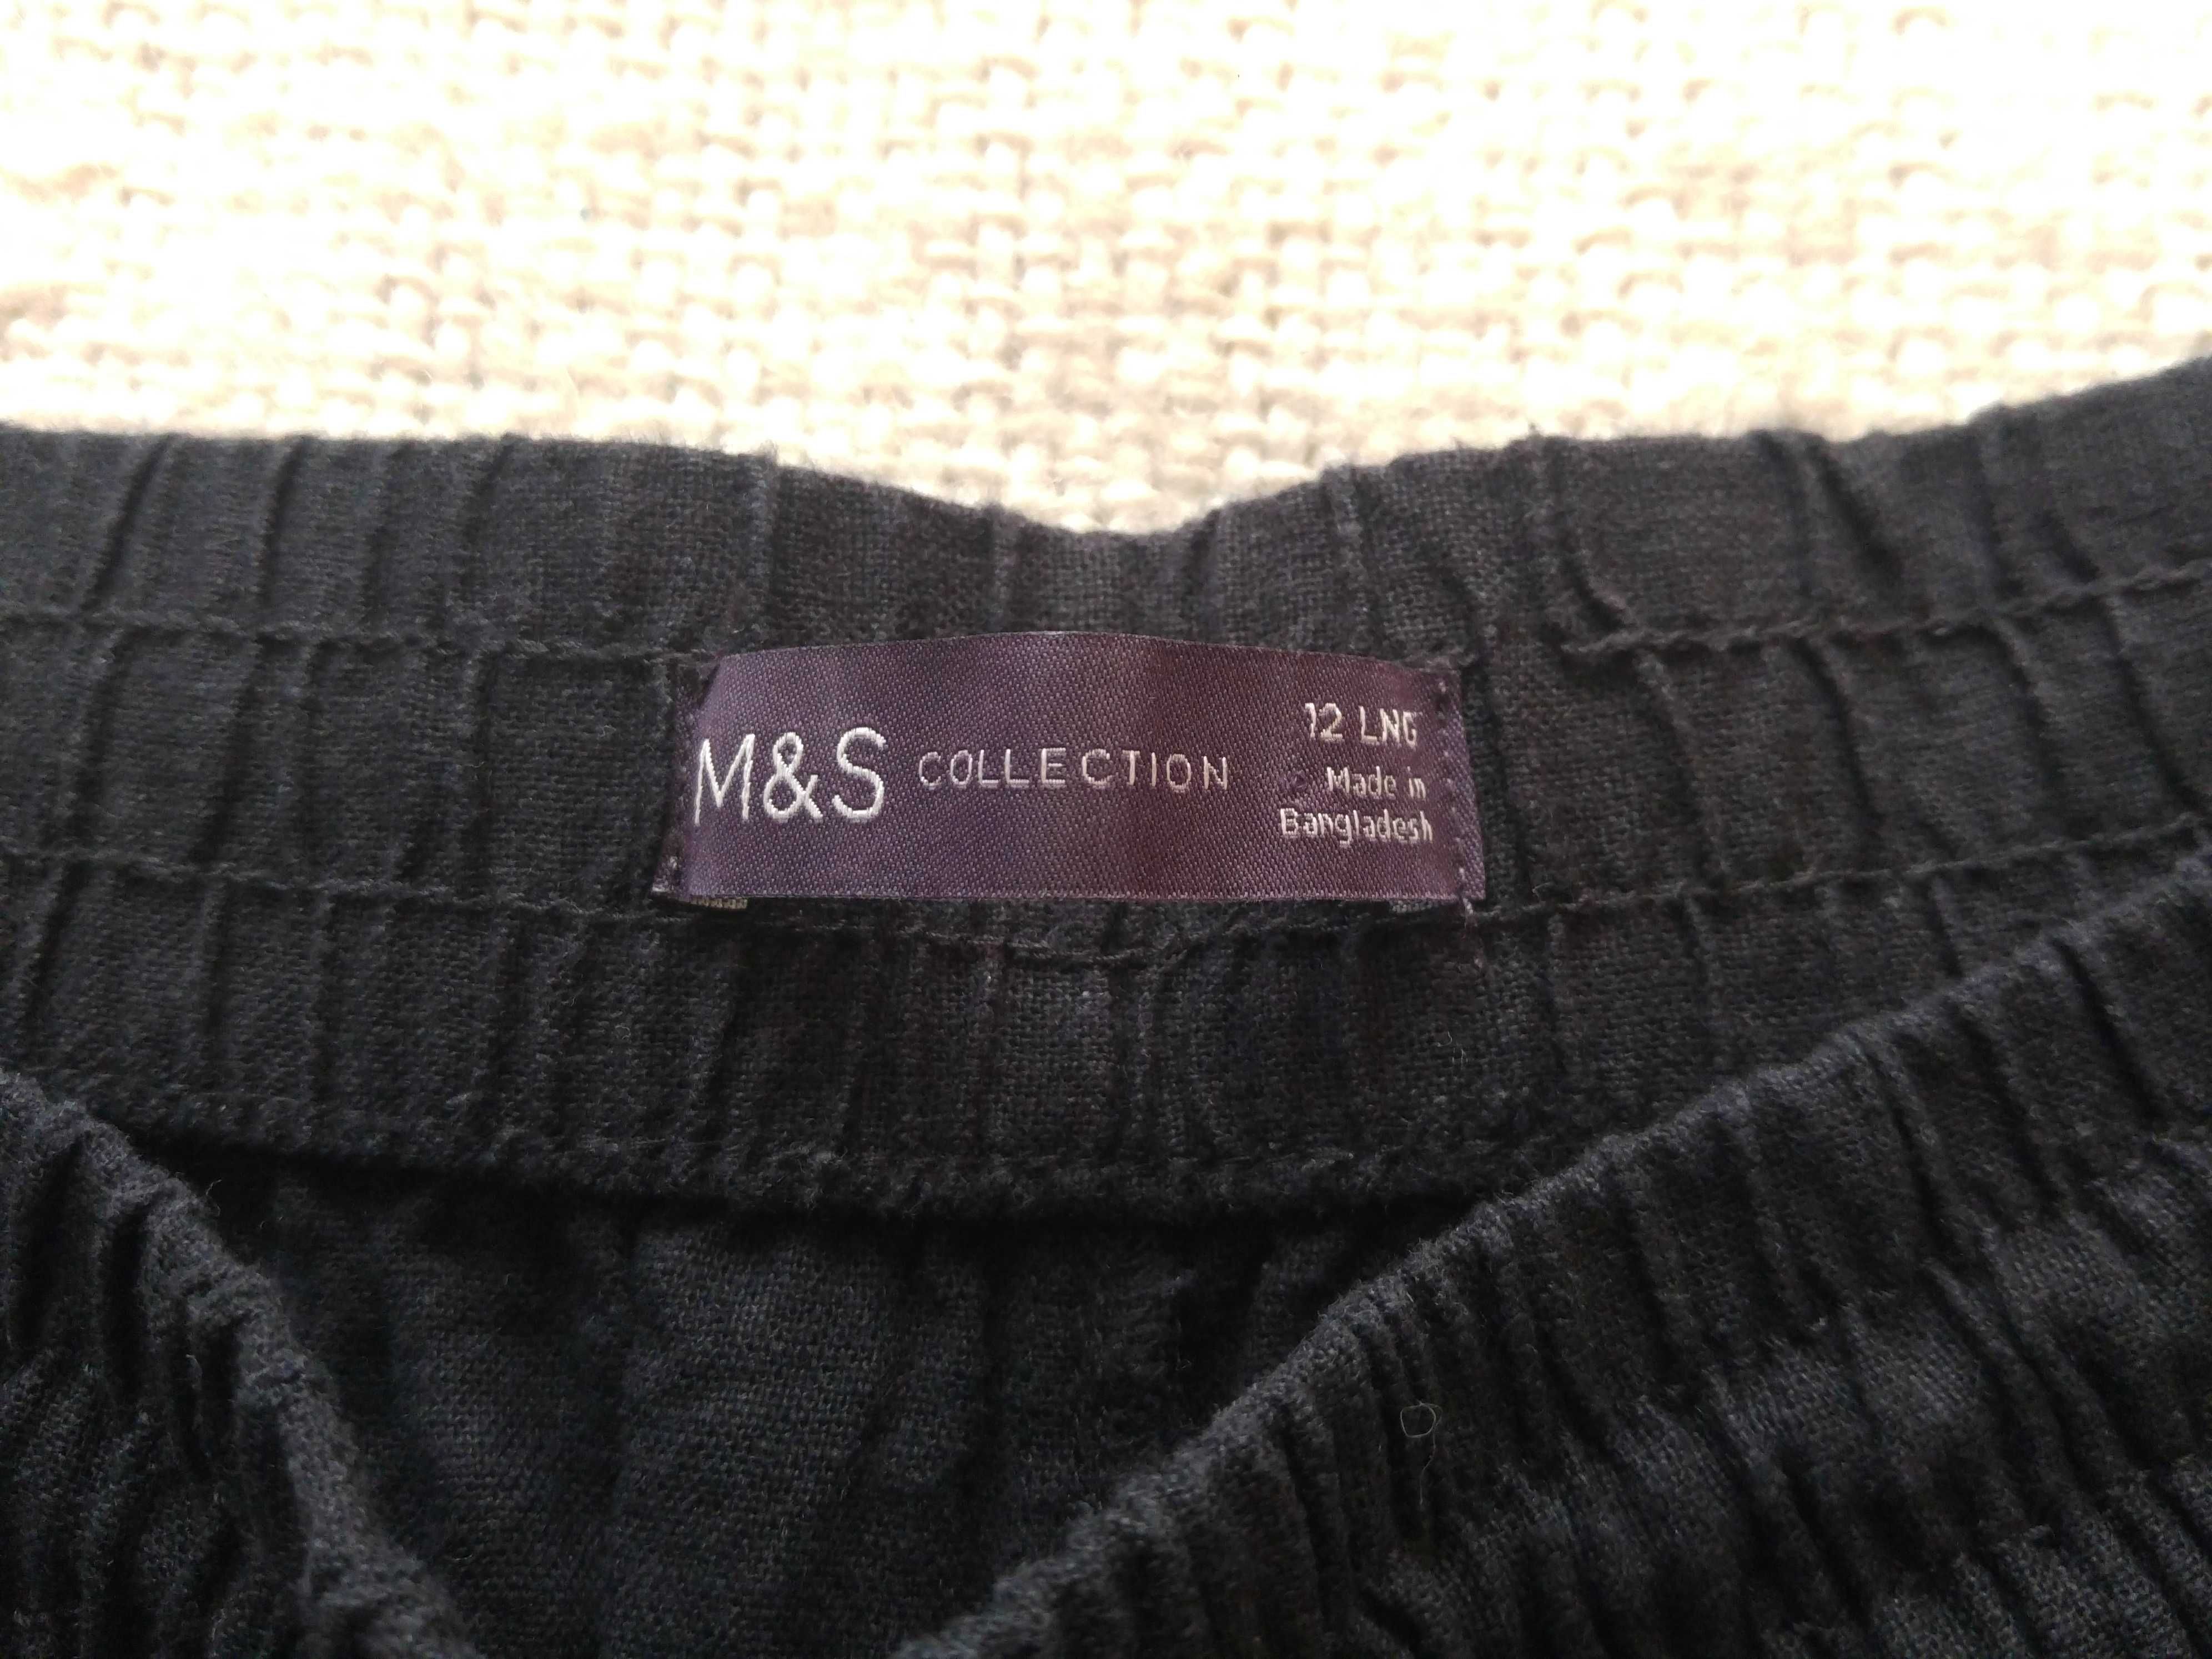 M&S COLLECTION
12 LNG
Made in
Bangladesh